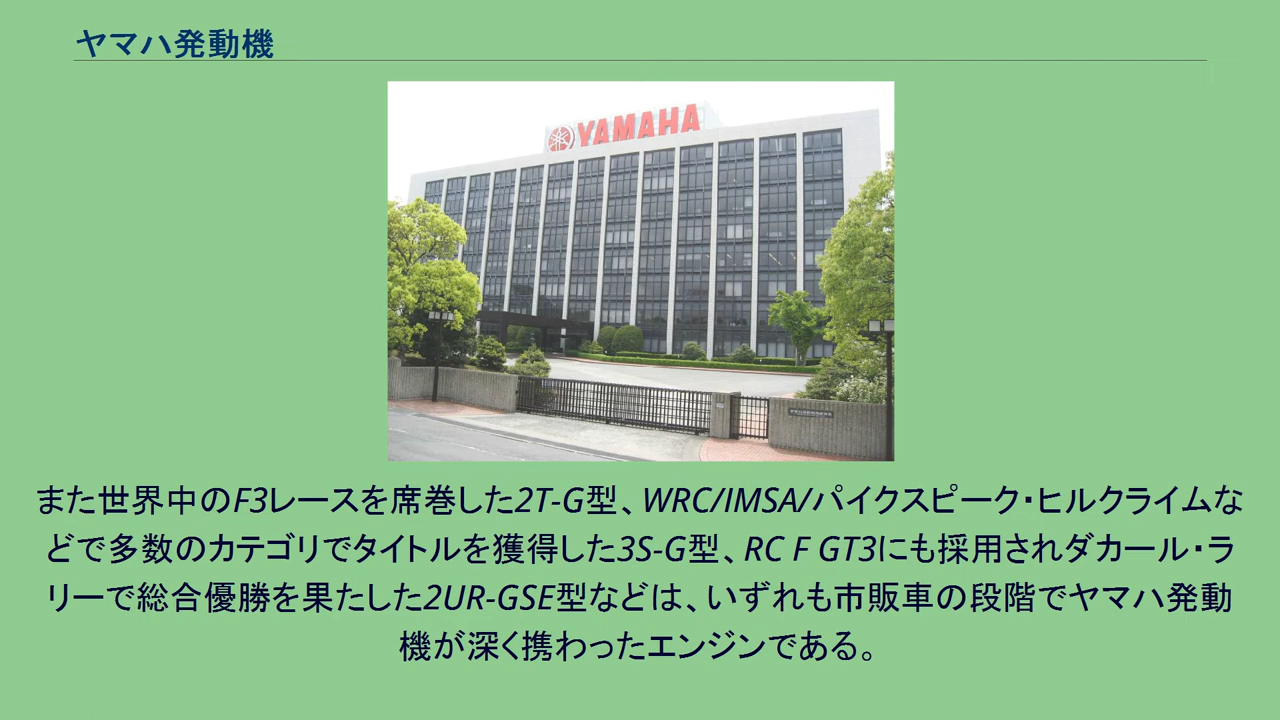 ヤマハ発動機
YAMAHA
また世界中のF3レースを席巻した2T-G型、WRC/IMSA/パイクスピーク・ヒルクライムな
どで多数のカテゴリでタイトルを獲得した3S-G型、RC F GT3にも採用されダカール・ラ
リーで総合優勝を果たした2UR-GSE型などは、いずれも市販車の段階でヤマハ発動
機が深く携わったエンジンである。